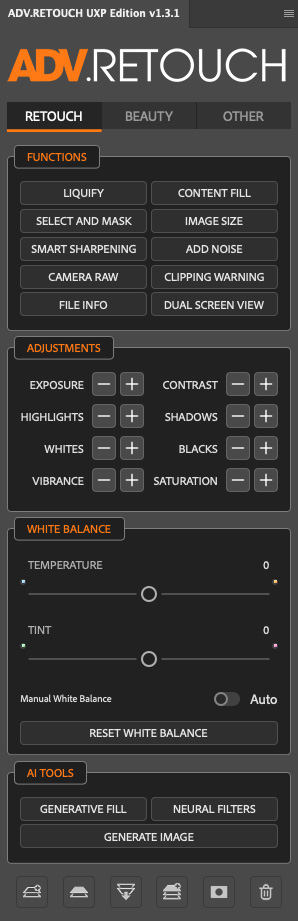 ADV.RETOUCH UXP Edition v1.3.1
ADV.RETOUCH
RETOUCH BEAUTY OTHER
FUNCTIONS
LIQUIFY CONTENT FILL
SELECT AND MASK IMAGE SIZE
SMART SHARPENING ADD NOISE
CAMERA RAW CLIPPING WARNING
FILE INFO DUAL SCREEN VIEW
ADJUSTMENTS
EXPOSURE CONTRAST
HIGHLIGHTS SHADOWS
WHITES BLACKS
VIBRANCE SATURATION
WHITE BALANCE
TEMPERATURE 0
TINT 0
Manual White Balance Auto
RESET WHITE BALANCE
AI TOOLS
GENERATIVE FILL NEURAL FILTERS
GENERATE IMAGE